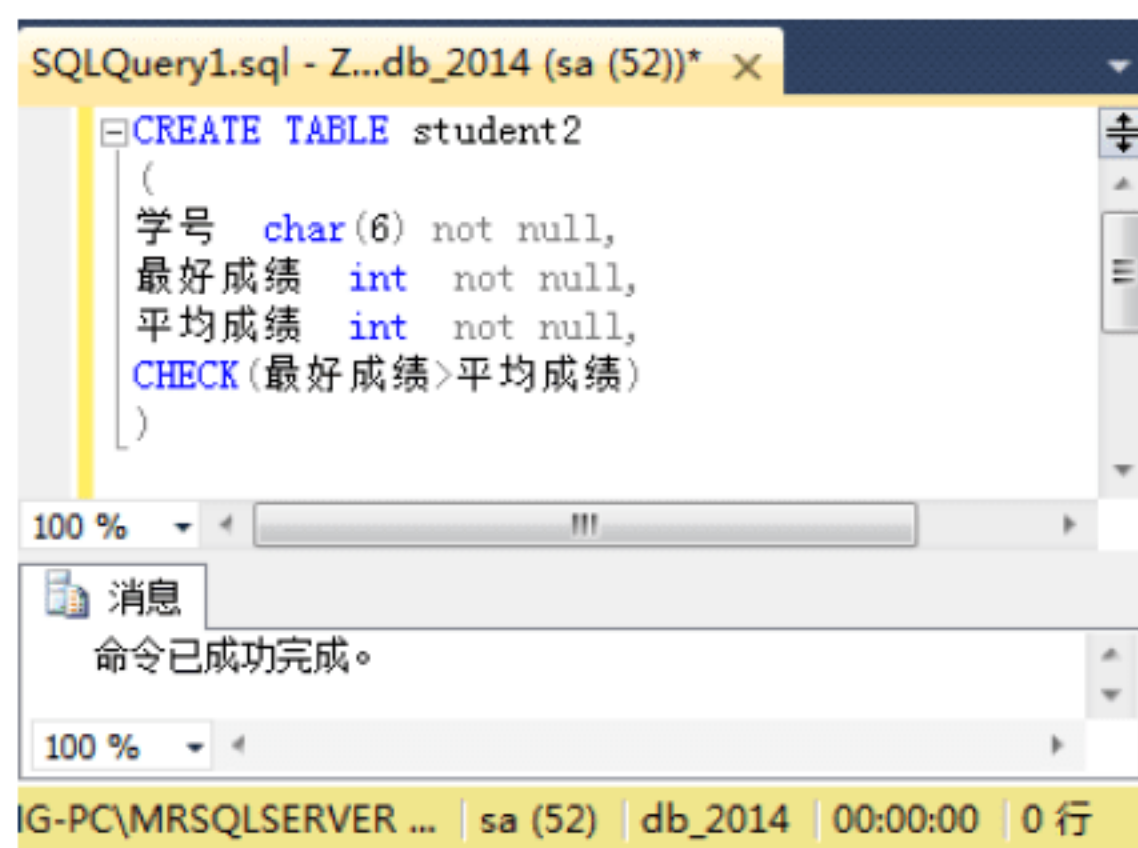 SQLQuery1.sql - Z...db_2014 (sa (52))*
CREATE TABLE student2
(
学号 char(6) not null,
最好成绩 int not null,
平均成绩 int not null,
CHECK(最好成绩>平均成绩)
)
100 %
消息
命令已成功完成。
100 %
IG-PC\MRSQLSERVER ... sa (52) db_2014 00:00:00 0 行